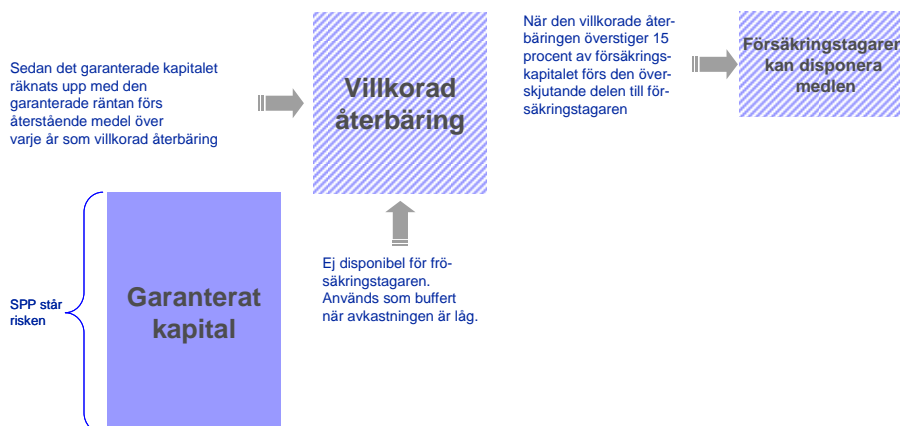 Sedan det garanterade kapitalet
räknats upp med den
garanterade räntan förs
återstående medel över
varje år som villkorad återbäring
Villkorad
återbäring
När den villkorade åter-
bäringen överstiger 15
procent av försäkrings-
kapitalet förs den över-
skjutande delen till för-
säkringstagaren
Försäkringstagaren
kan disponera
medlen
SPP står
risken
Garanterat
kapital
Ej disponibel för frö-
säkringstagaren.
Används som buffert
när avkastningen är låg.